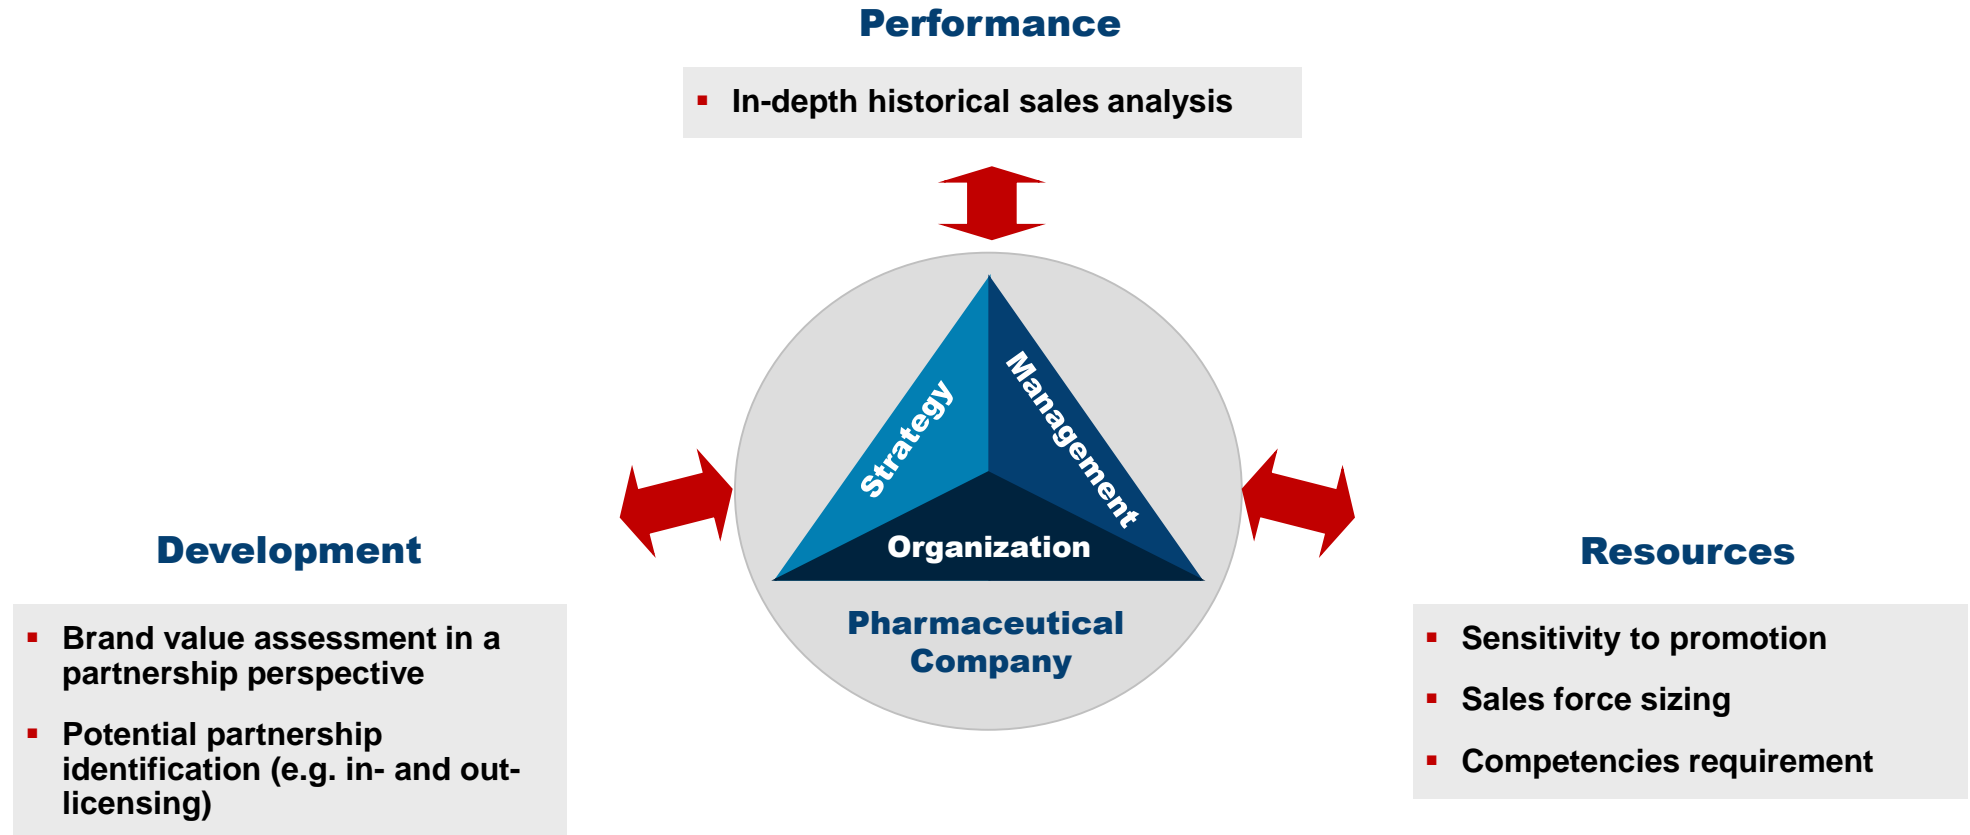 Performance
▪ In-depth historical sales analysis
Strategy
Management
Organization
Pharmaceutical
Company
Development
▪ Brand value assessment in a
partnership perspective
▪ Potential partnership
identification (e.g. in- and out-
licensing)
Resources
▪ Sensitivity to promotion
▪ Sales force sizing
▪ Competencies requirement